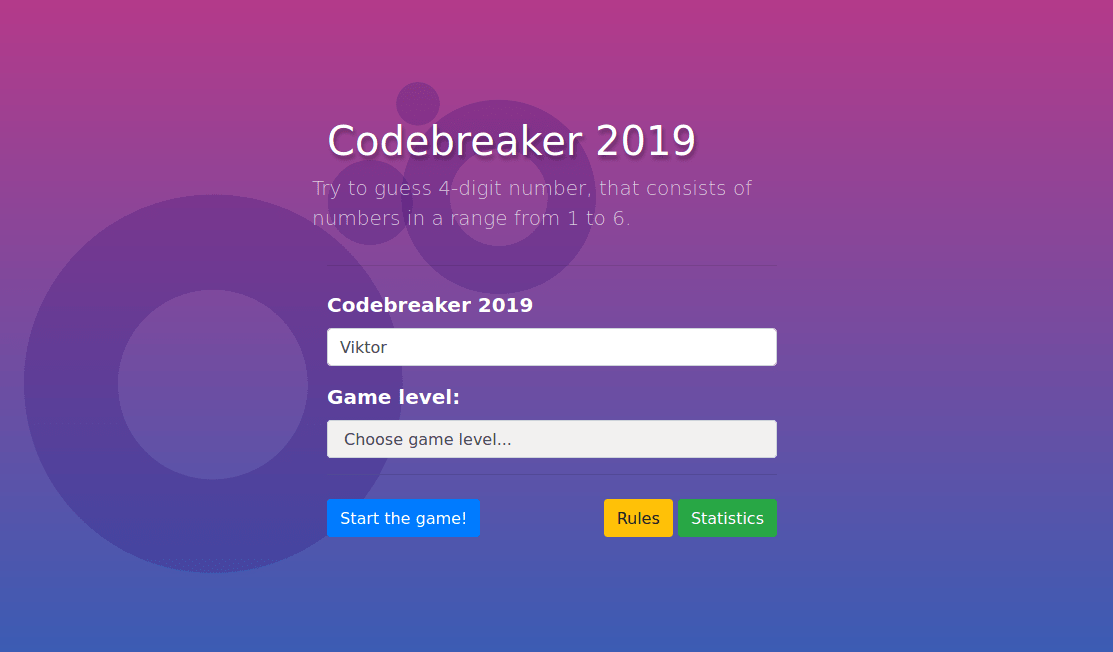 Codebreaker 2019
Try to guess 4-digit number, that consists of
numbers in a range from 1 to 6.
Codebreaker 2019
Viktor
Game level:
Choose game level...
Start the game!
Rules
Statistics